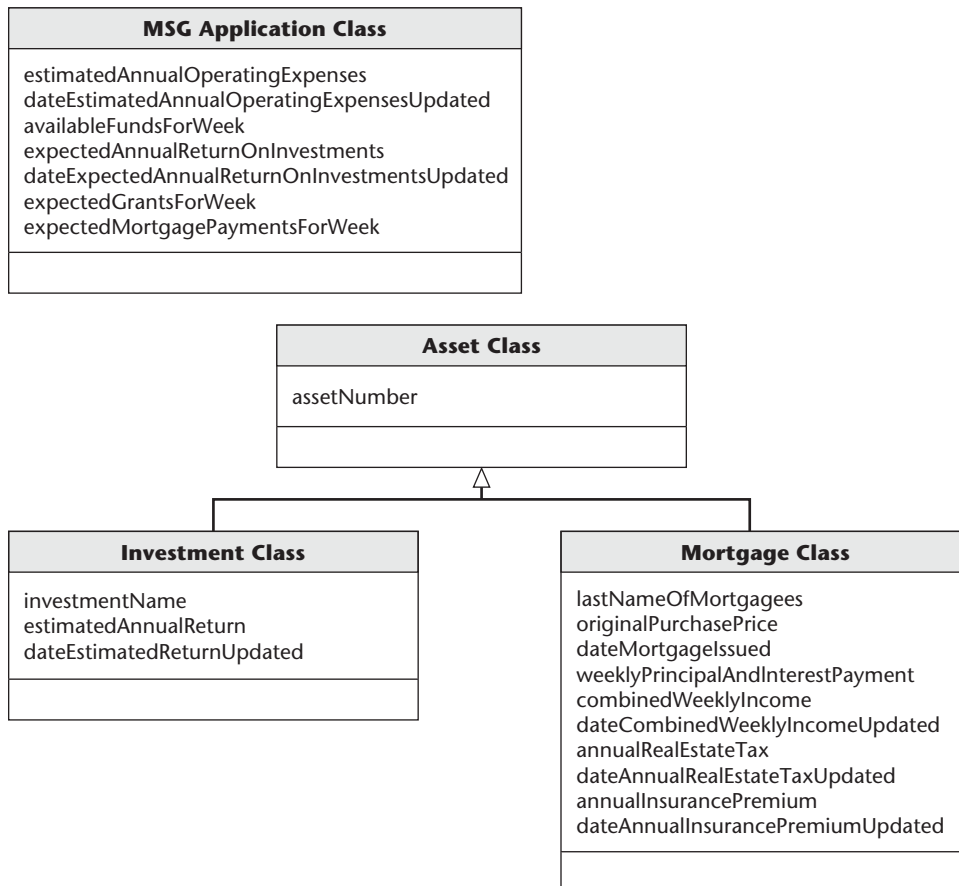 MSG Application Class
estimatedAnnualOperatingExpenses
dateEstimatedAnnualOperatingExpensesUpdated
availableFundsForWeek
expectedAnnualReturnOnInvestments
dateExpectedAnnualReturnOnInvestmentsUpdated
expectedGrantsForWeek
expectedMortgagePaymentsForWeek
Asset Class
assetNumber
Investment Class
investmentName
estimatedAnnualReturn
dateEstimatedReturnUpdated
Mortgage Class
lastNameOfMortgagees
originalPurchasePrice
dateMortgageIssued
weeklyPrincipalAndInterestPayment
combinedWeeklyIncome
dateCombinedWeeklyIncomeUpdated
annualRealEstateTax
dateAnnualRealEstateTaxUpdated
annualInsurancePremium
dateAnnualInsurancePremiumUpdated